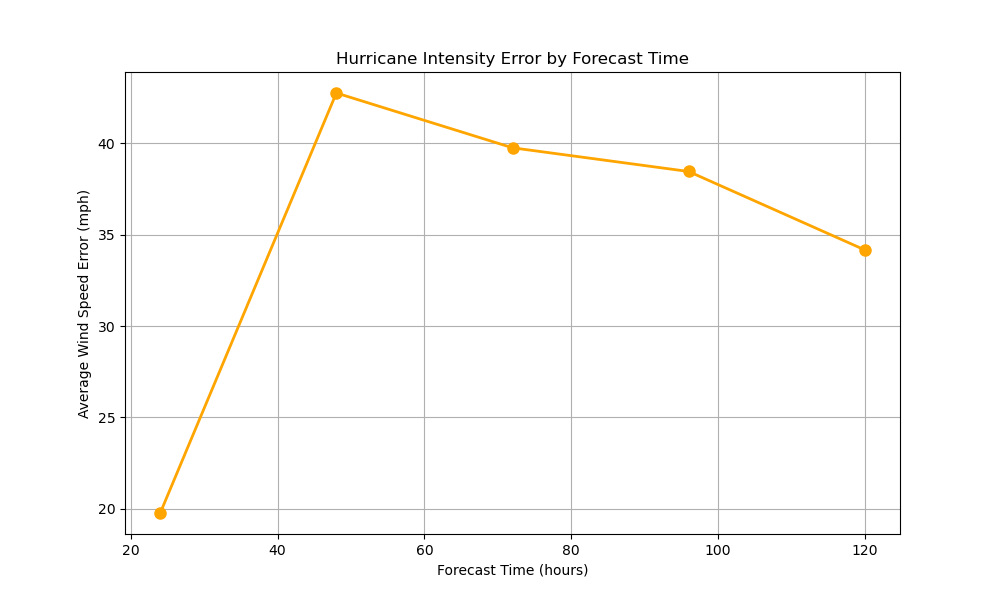 Hurricane Intensity Error by Forecast Time
Average Wind Speed Error (mph)
40
35
30
25
20
20 40 60 80 100 120
Forecast Time (hours)